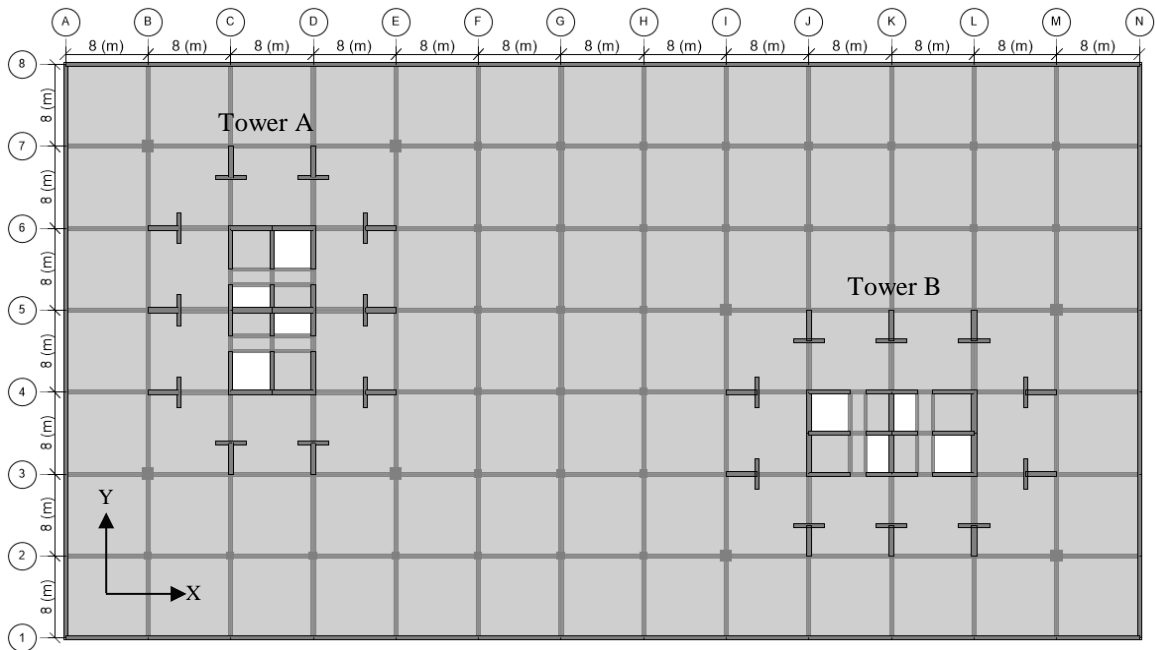 A B C D E F G H I J K L M N
8 (m) 8 (m) 8 (m) 8 (m) 8 (m) 8 (m) 8 (m) 8 (m) 8 (m) 8 (m) 8 (m) 8 (m) 8 (m)
8
8 (m)
Tower A
7
8 (m)
6
8 (m)
Tower B
5
8 (m)
4
8 (m)
3
Y
8 (m)
2
X
8 (m)
1